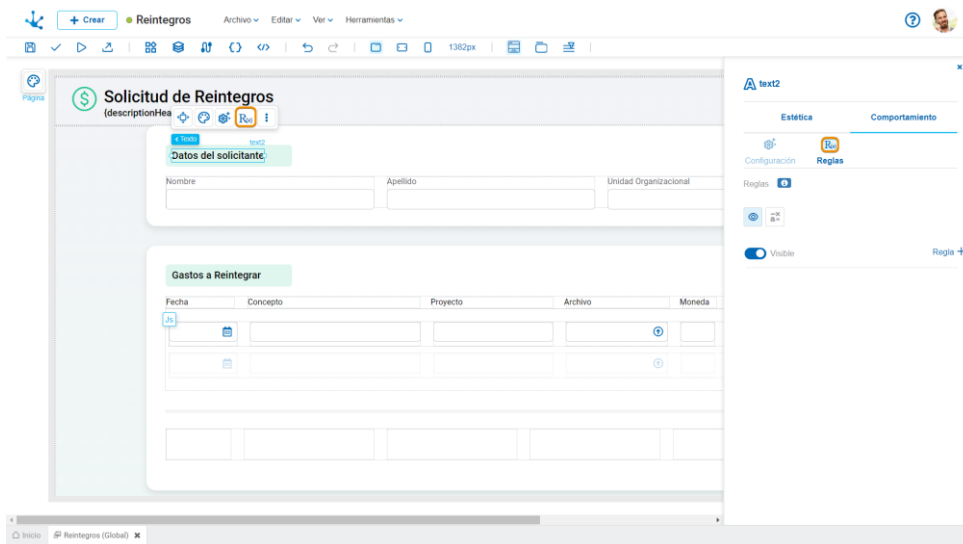 + Crear
Reintegros
Archivo
Editar
Ver
Herramientas
1382px
Página
Solicitud de Reintegros
{descriptionHea
Texto
text2
Datos del solicitante
Nombre
Apellido
Unidad Organizacional
Gastos a Reintegrar
Fecha
Concepto
Proyecto
Archivo
Moneda
Js
text2
Estética
Comportamiento
Configuración
Reglas
Reglas
Visible
Regla +
Inicio
Reintegros (Global)